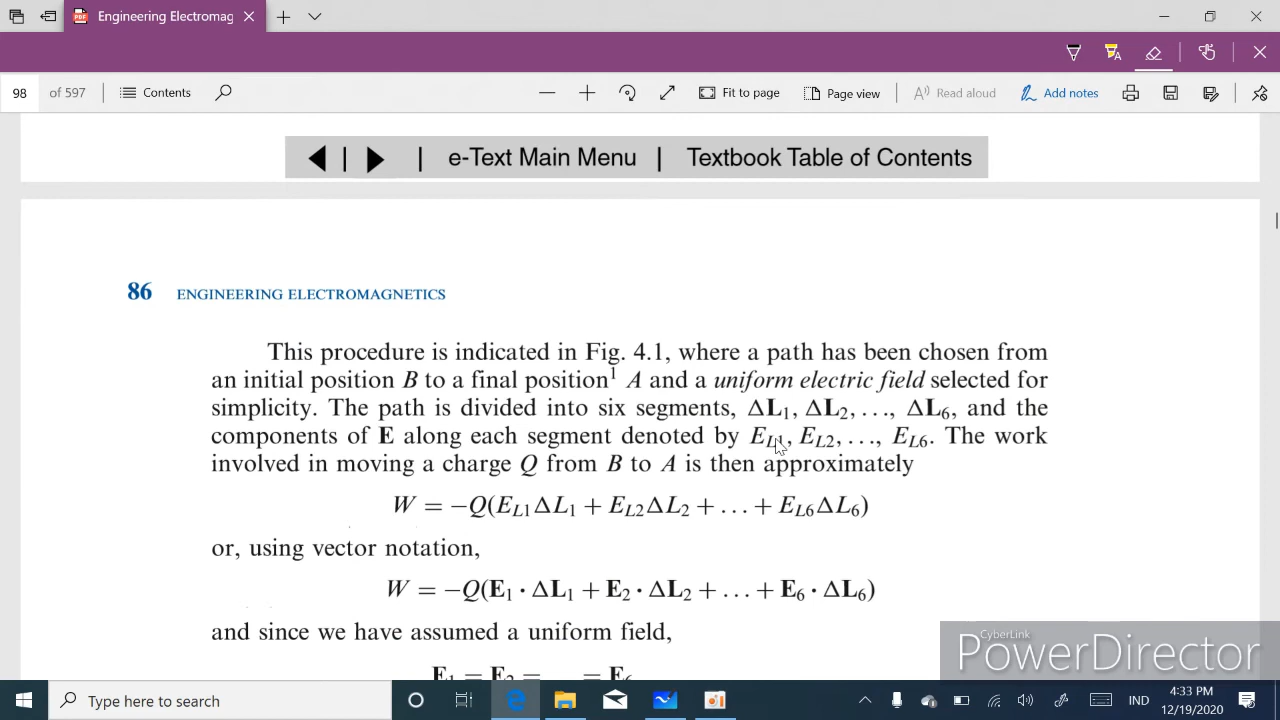 Engineering Electromag
98 of 597 Contents Fit to page Page view Read aloud Add notes
e-Text Main Menu | Textbook Table of Contents
86 ENGINEERING ELECTROMAGNETICS
This procedure is indicated in Fig. 4.1, where a path has been chosen from
an initial position B to a final position¹ A and a uniform electric field selected for
simplicity. The path is divided into six segments, ΔL₁, ΔL₂, . . . , ΔL₆, and the
components of E along each segment denoted by E_L1, E_L2, . . . , E_L6. The work
involved in moving a charge Q from B to A is then approximately
W = −Q(E_L1ΔL₁ + E_L2ΔL₂ + . . . + E_L6ΔL₆)
or, using vector notation,
W = −Q(E₁ · ΔL₁ + E₂ · ΔL₂ + . . . + E₆ · ΔL₆)
and since we have assumed a uniform field,
E₁ = E₂ = . . . = E₆
CyberLink
PowerDirector
Type here to search
IND
4:33 PM
12/19/2020